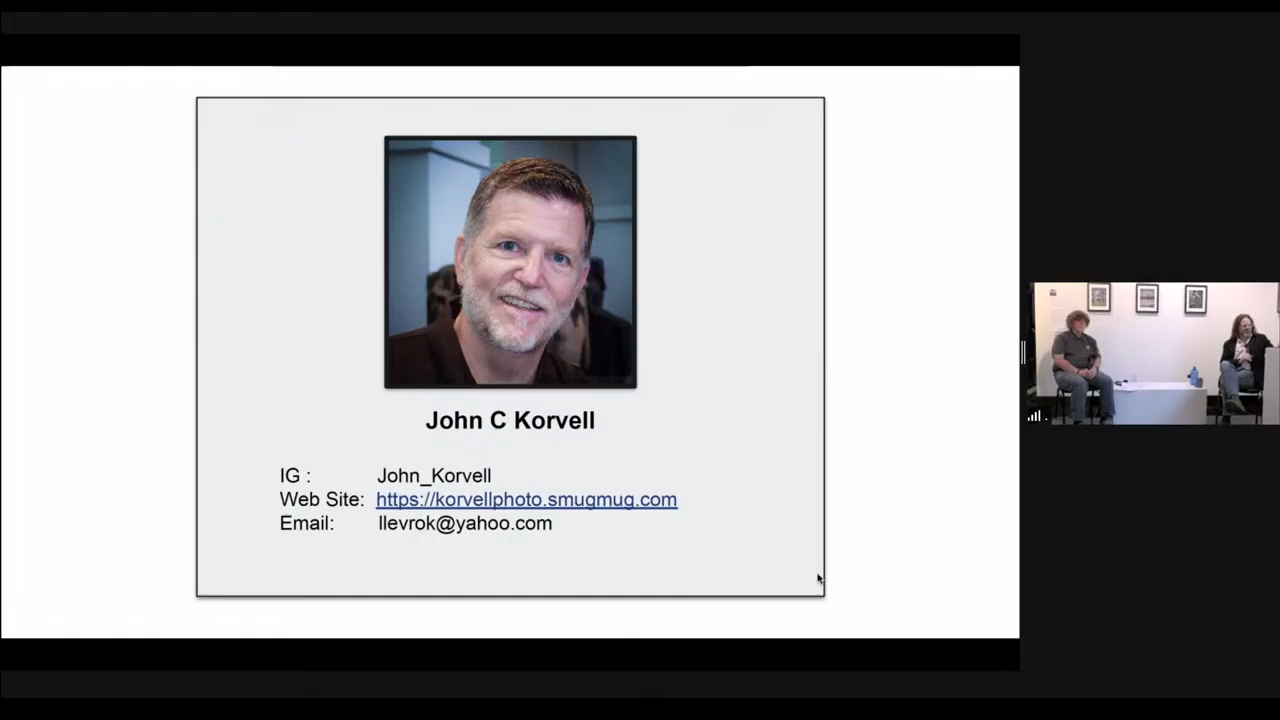 John C Korvell
IG : John_Korvell
Web Site: https://korvellphoto.smugmug.com
Email: llevrok@yahoo.com